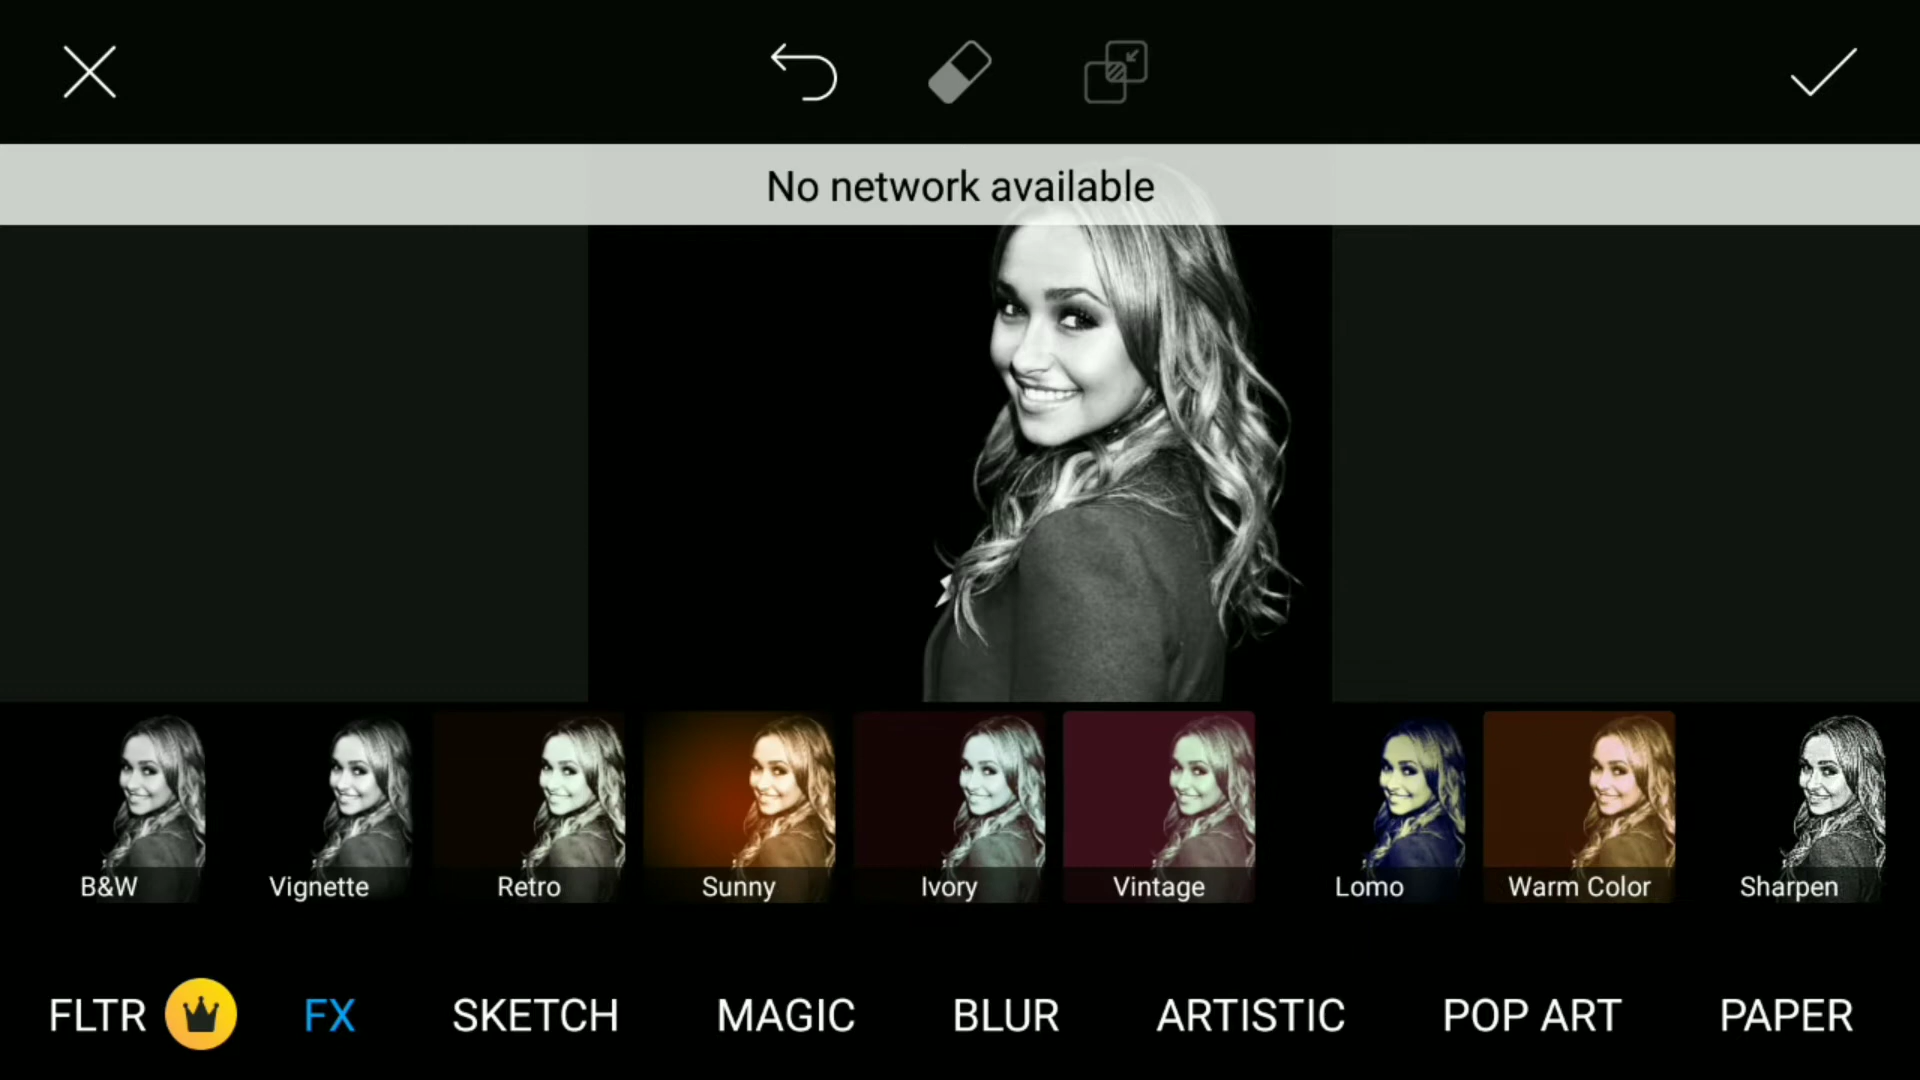 No network available
B&W
Vignette
Retro
Sunny
Ivory
Vintage
Lomo
Warm Color
Sharpen
FLTR
FX
SKETCH
MAGIC
BLUR
ARTISTIC
POP ART
PAPER